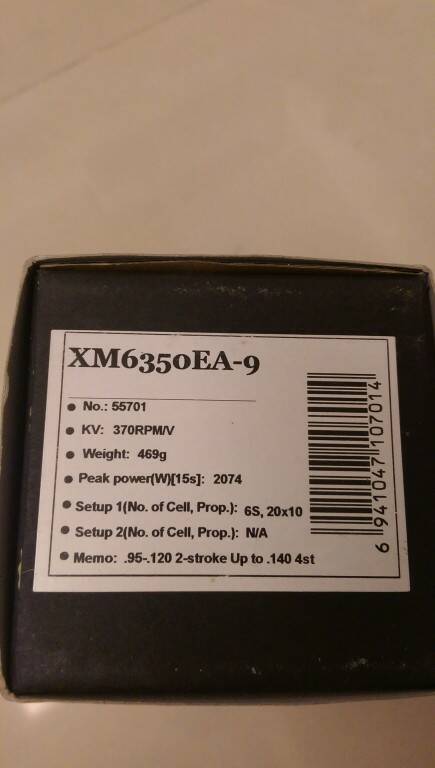 XM6350EA-9
No.: 55701
KV: 370RPM/V
Weight: 469g
Peak power(W)[15s]: 2074
Setup 1(No. of Cell, Prop.): 6S, 20x10
Setup 2(No. of Cell, Prop.): N/A
Memo: .95-.120 2-stroke Up to .140 4st
6 941047 107014